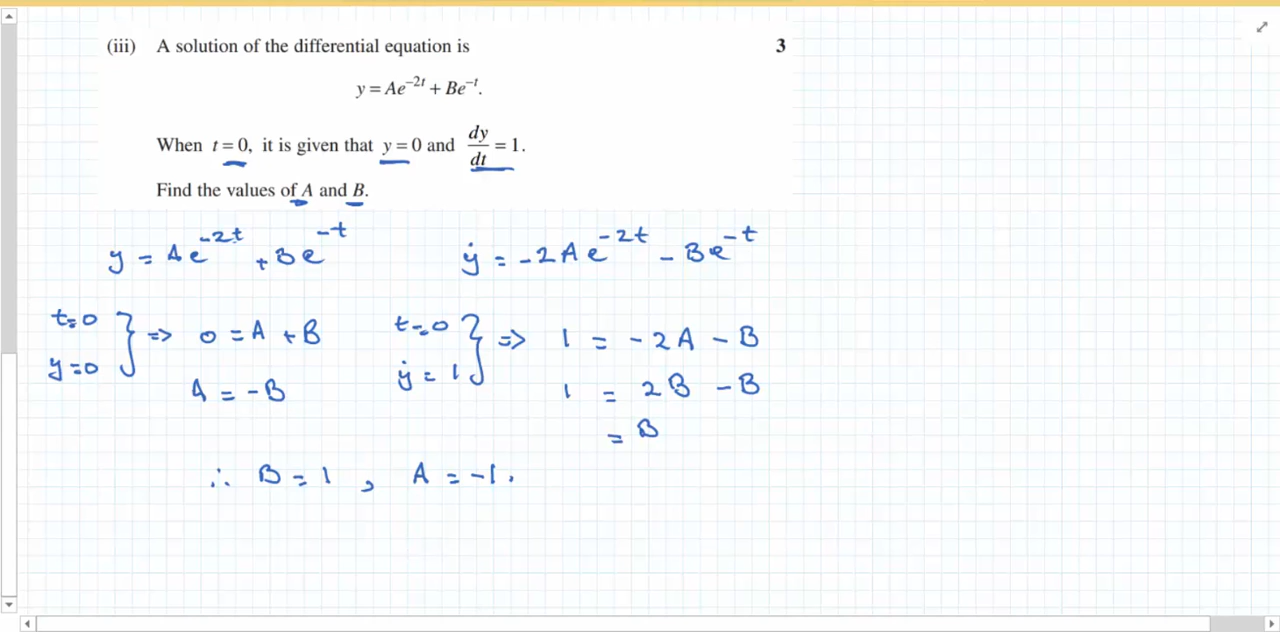 (iii) A solution of the differential equation is 3
y = Ae⁻²ᵗ + Be⁻ᵗ.
When t = 0, it is given that y = 0 and dy/dt = 1.
Find the values of A and B.
y = Ae⁻²ᵗ + Be⁻ᵗ ẏ = -2Ae⁻²ᵗ - Be⁻ᵗ
t=0 y=0 } => 0 = A + B
A = -B
t=0 ẏ = 1 } => 1 = -2A - B
1 = 2B - B
= B
∴ B = 1, A = -1.